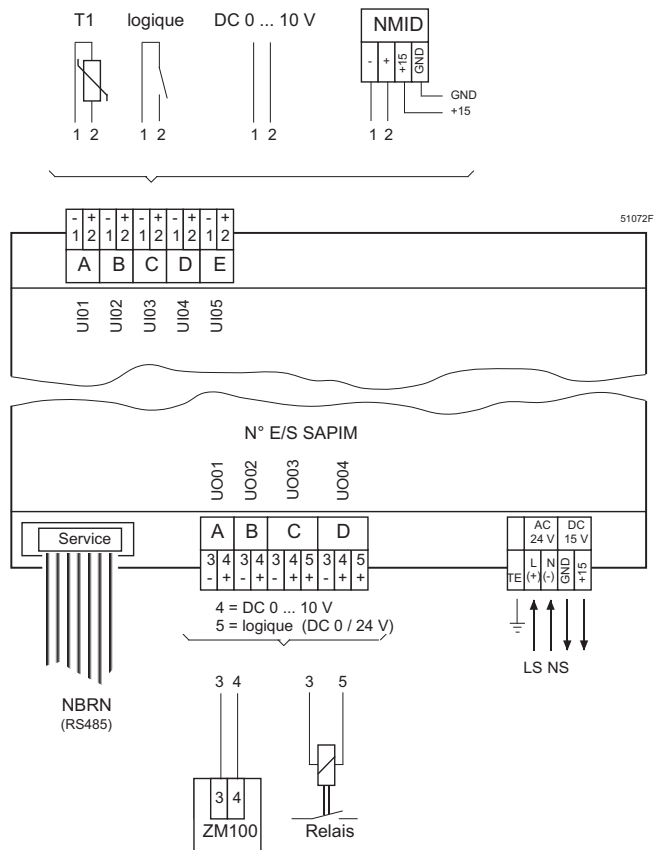 T1 logique DC 0 ... 10 V NMID
- + +15 GND
GND
+15
1 2 1 2 1 2 1 2
51072F
- + - + - + - + - +
1 2 1 2 1 2 1 2 1 2
A B C D E
UI01 UI02 UI03 UI04 UI05
N° E/S SAPIM
UO01 UO02 UO03 UO04
Service
A B C D
3 4 3 4 3 4 5 3 4 5
- + - + - + + - + +
AC 24 V DC 15 V
TE L (+) N (-) GND +15
4 = DC 0 ... 10 V
5 = logique (DC 0 / 24 V)
LS NS
NBRN
(RS485)
3 4 3 5
3 4
ZM100 Relais